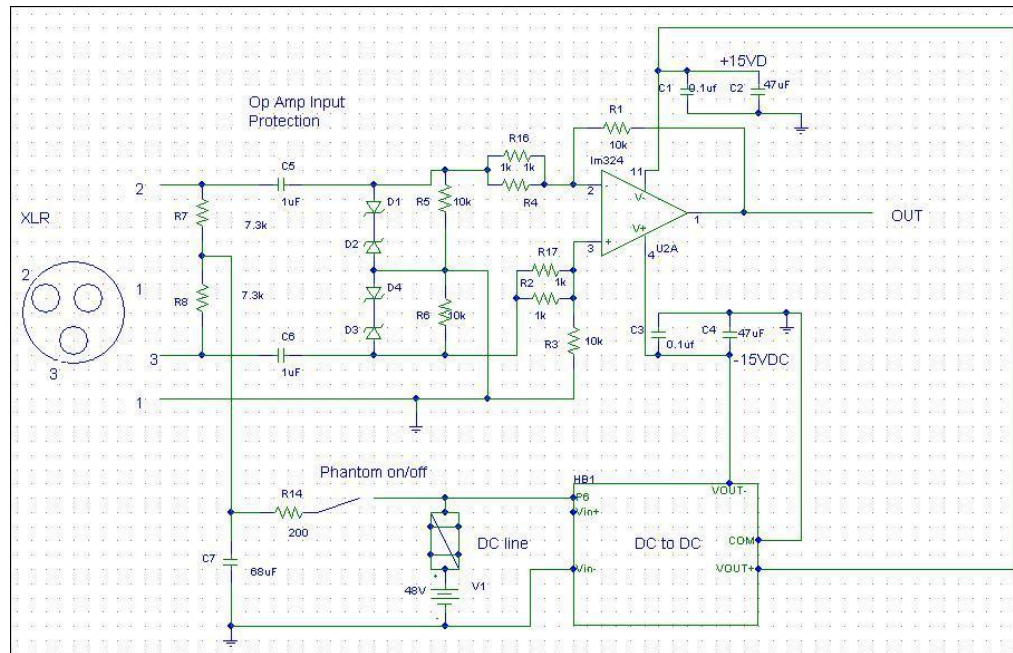 +15VD
C1
0.1uf
C2
47uF
Op Amp Input
Protection
R1
10k
R16
1k
1k
R4
lm324
11
V-
2
-
C5
1uF
2
XLR
R7
7.3k
D1
D2
R5
10k
1
OUT
V+
+
3
U2A
4
R17
1k
R2
1k
2
1
3
R8
7.3k
D4
D3
R6
10k
C3
0.1uf
C4
47uF
-15VDC
R3
10k
3
C6
1uF
1
Phantom on/off
R14
200
HB1
P6
Vin+
VOUT-
DC line
DC to DC
COM
VOUT+
Vin-
C7
68uF
48V
+
-
V1